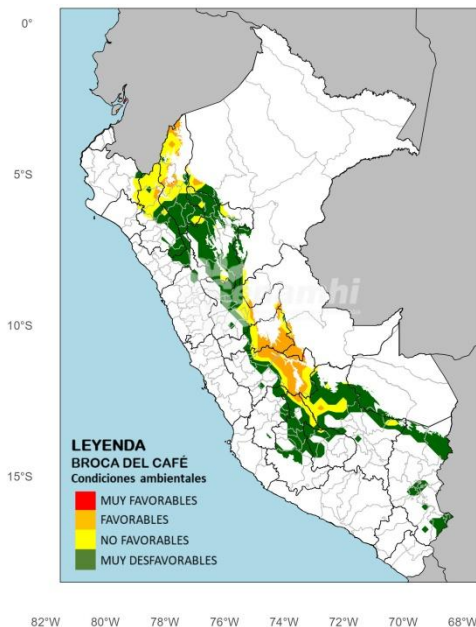 0°
5°S
10°S
15°S
senamhi
LEYENDA
BROCA DEL CAFÉ
Condiciones ambientales
MUY FAVORABLES
FAVORABLES
NO FAVORABLES
MUY DESFAVORABLES
82°W 80°W 78°W 76°W 74°W 72°W 70°W 68°W